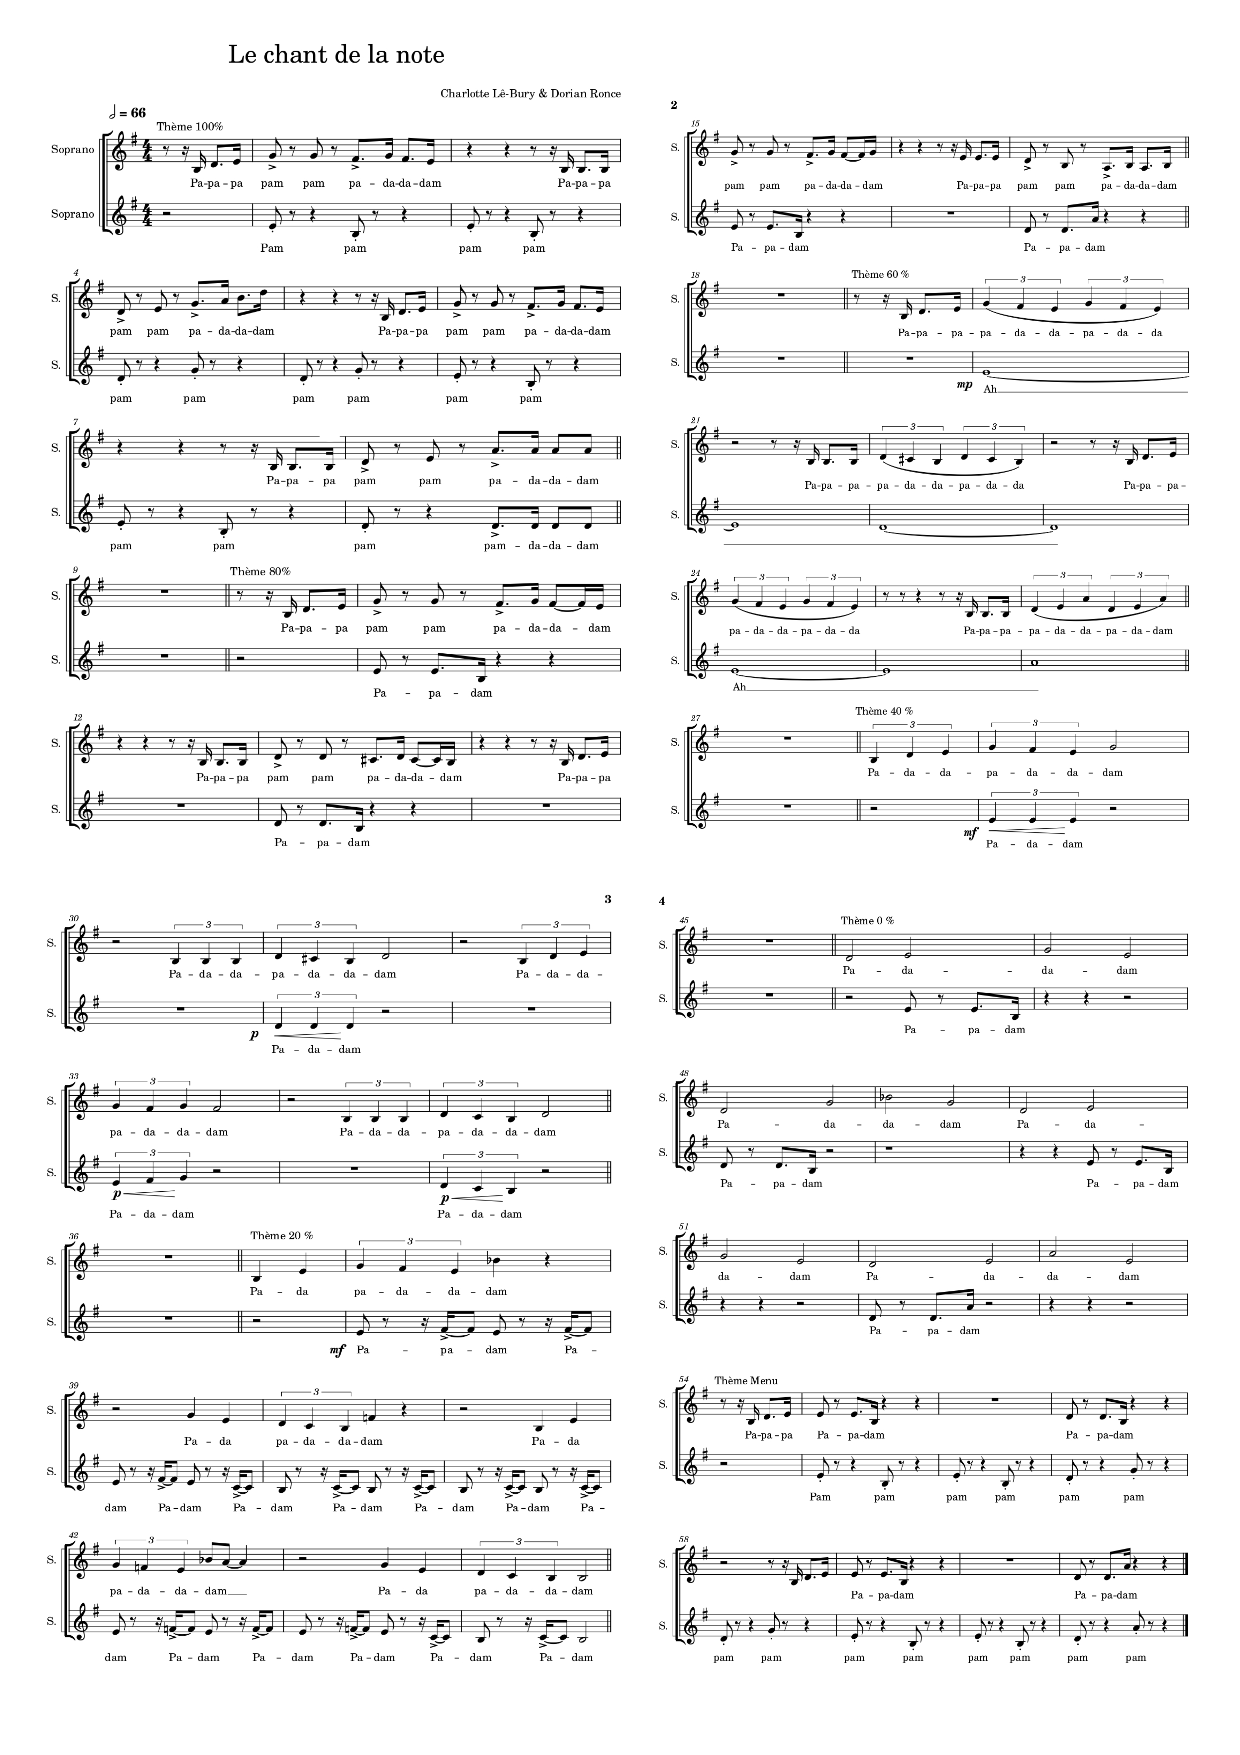 Le chant de la note
Charlotte Lê-Bury & Dorian Ronce
= 66
Thème 100%
Soprano
Pa-pa-pa pam pam pa - da-da-dam Pa-pa-pa
Soprano
Pam pam pam pam
4
S.
pam pam pa - da-da-dam Pa-pa-pa pam pam pa - da-da-dam
S.
pam pam pam pam pam pam
7
S.
Pa-pa- pa pam pam pa - da-da-dam
S.
pam pam pam pam- da-da-dam
9
Thème 80%
S.
Pa-pa- pa pam pam pa - da-da- dam
S.
Pa - pa- dam
12
S.
Pa-pa- pa pam pam pa - da-da- dam Pa-pa- pa
S.
Pa - pa- dam
2
15
S.
pam pam pa - da-da- dam Pa-pa-pa pam pam pa - da-da-dam
S.
Pa - pa- dam Pa - pa- dam
18
Thème 60 %
S.
Pa-pa- pa- pa - da - da - pa - da - da
S.
mp
Ah
21
S.
Pa-pa- pa- pa - da - da - pa - da - da Pa-pa- pa-
S.
24
S.
pa - da - da - pa - da - da Pa-pa- pa- pa - da - da - pa - da-dam
S.
Ah
27
Thème 40 %
S.
Pa - da - da - pa - da - da - dam
S.
mf
Pa - da - dam
3
30
S.
Pa - da - da - pa - da - da - dam Pa - da - da -
S.
p
Pa - da - dam
33
S.
pa - da - da - dam Pa - da - da - pa - da - da - dam
S.
p p
Pa - da - dam Pa - da - dam
36
Thème 20 %
S.
Pa - da pa - da - da - dam
S.
mf
Pa - pa - dam Pa -
39
S.
Pa - da pa - da - da - dam Pa - da
S.
dam Pa - dam Pa - dam Pa - dam Pa - dam Pa - dam Pa -
42
S.
pa - da - da - dam Pa - da pa - da - da - dam
S.
dam Pa - dam Pa - dam Pa - dam Pa - dam Pa - dam
4
45
Thème 0 %
S.
Pa - da - da - dam
S.
Pa - pa - dam
48
S.
Pa - da - da - dam Pa - da -
S.
Pa - pa - dam Pa - pa - dam
51
S.
da - dam Pa - da - da - dam
S.
Pa - pa - dam
54
Thème Menu
S.
Pa-pa- pa Pa - pa-dam Pa - pa-dam
S.
Pam pam pam pam pam pam
58
S.
Pa - pa-dam Pa - pa-dam
S.
pam pam pam pam pam pam pam pam